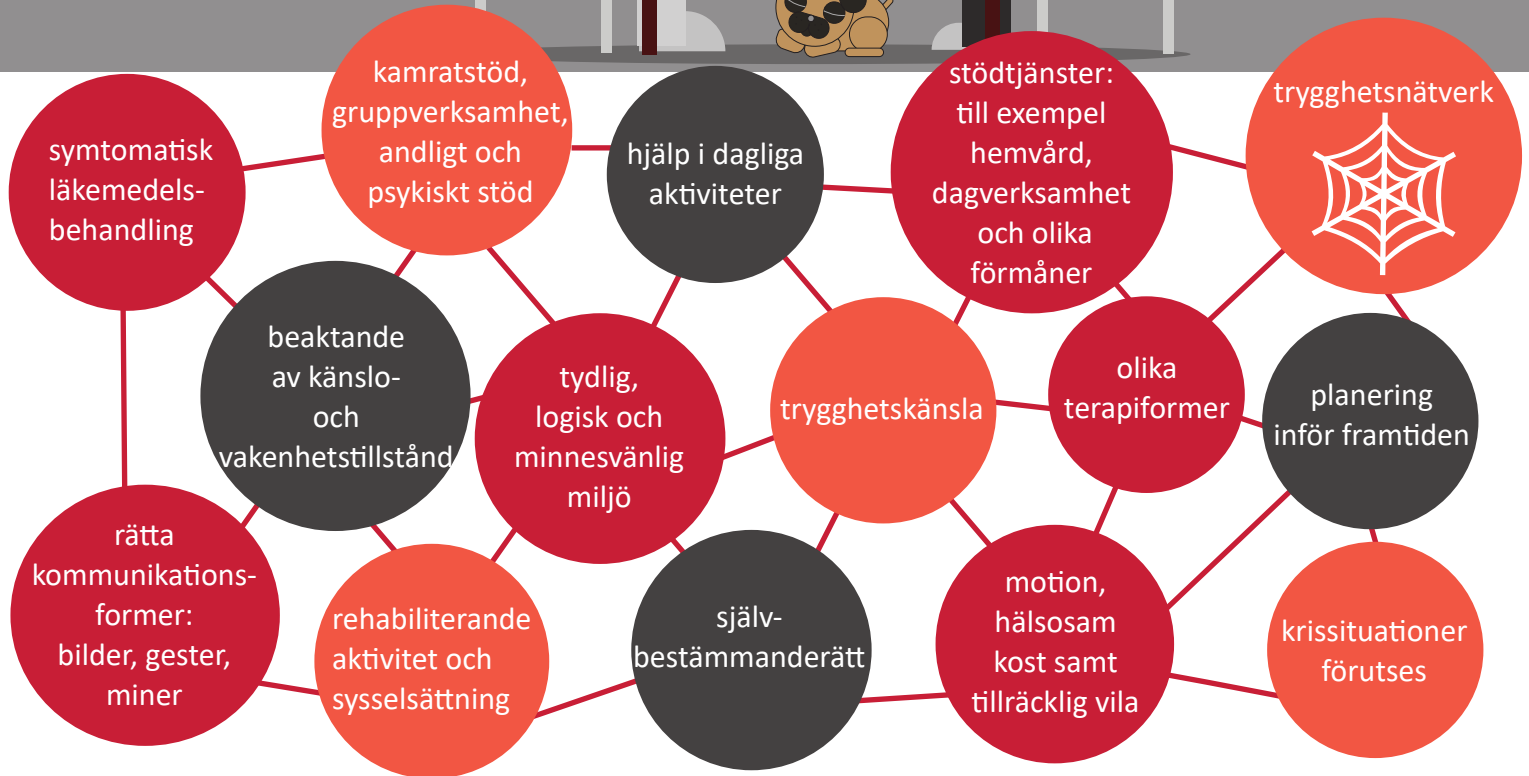 symtomatisk
läkemedels-
behandling
kamratstöd,
gruppverksamhet,
andligt och
psykiskt stöd
hjälp i dagliga
aktiviteter
stödtjänster:
till exempel
hemvård,
dagverksamhet
och olika
förmåner
trygghetsnätverk
beaktande
av känslo-
och
vakenhetstillstånd
tydlig,
logisk och
minnesvänlig
miljö
trygghetskänsla
olika
terapiformer
planering
inför framtiden
rätta
kommunikations-
former:
bilder, gester,
miner
rehabiliterande
aktivitet och
sysselsättning
själv-
bestämmanderätt
motion,
hälsosam
kost samt
tillräcklig vila
krissituationer
förutses